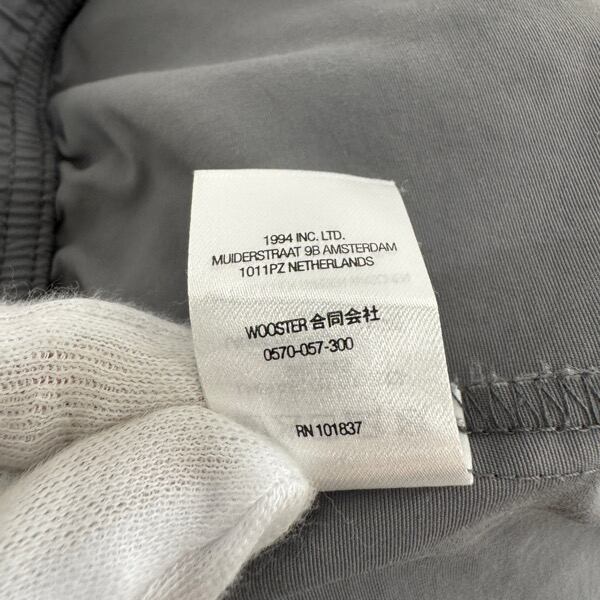 1994 INC. LTD.
MUIDERSTRAAT 9B AMSTERDAM
1011PZ NETHERLANDS
WOOSTER 合同会社
0570-057-300
RN 101837